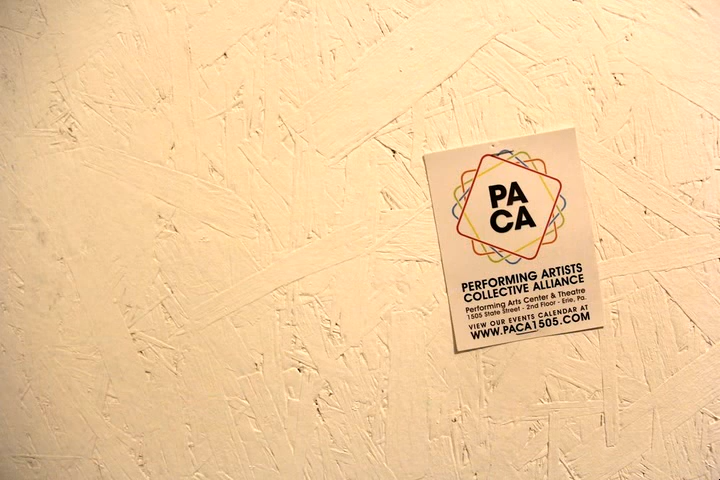 PA
CA
PERFORMING ARTISTS
COLLECTIVE ALLIANCE
Performing Arts Center & Theatre
1505 State Street - 2nd Floor - Erie, Pa.
VIEW OUR EVENTS CALENDAR AT
WWW.PACA1505.COM